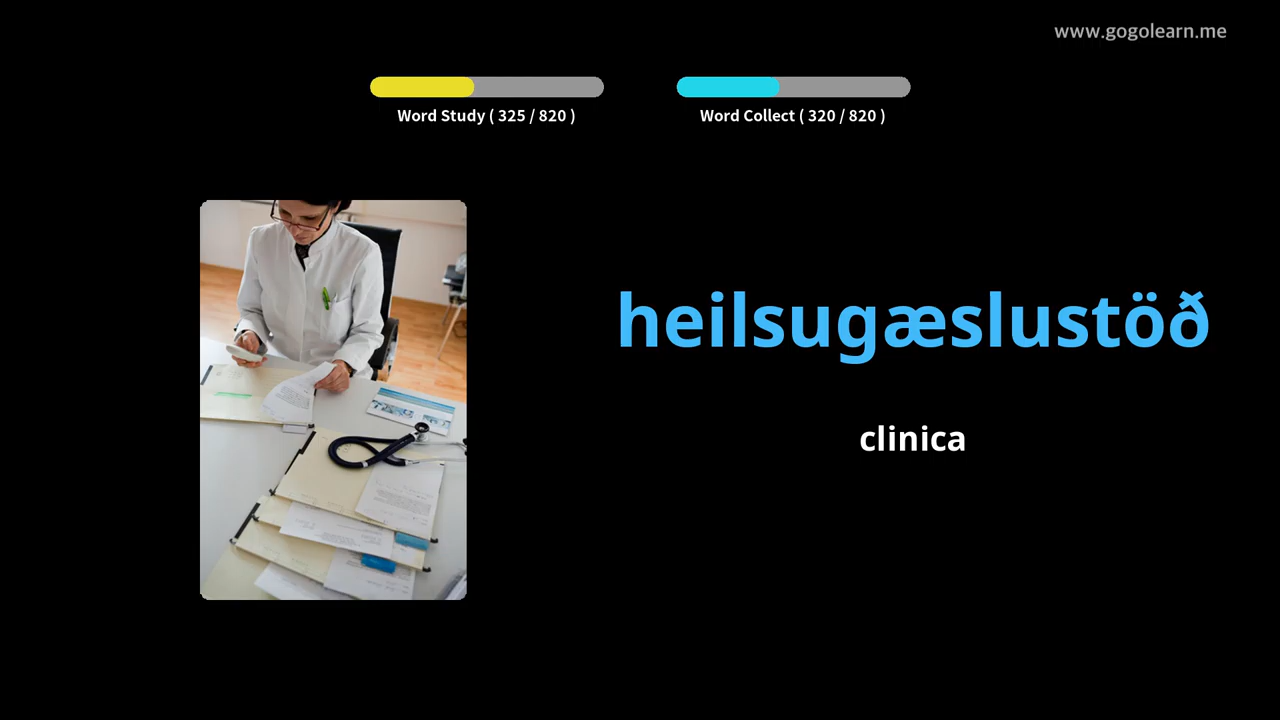 www.gogolearn.me
Word Study ( 325 / 820 )
Word Collect ( 320 / 820 )
heilsugæslustöð
clinica